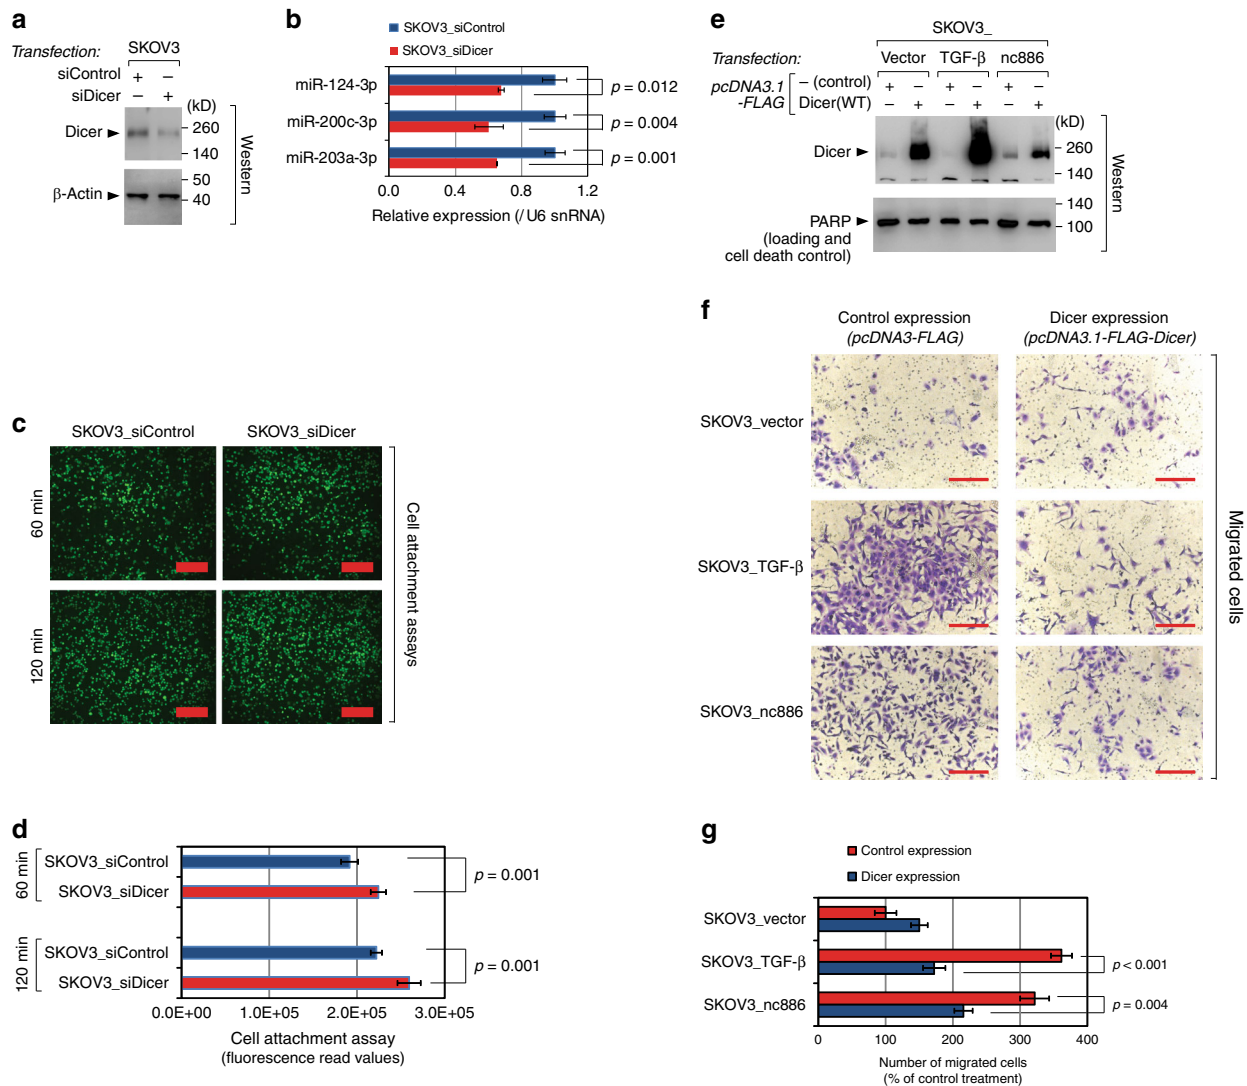 a
Transfection:
SKOV3
siControl + –
siDicer – +
(kD)
Dicer
260
140
β-Actin
50
40
Western
b
SKOV3_siControl
SKOV3_siDicer
miR-124-3p
p = 0.012
miR-200c-3p
p = 0.004
miR-203a-3p
p = 0.001
0.0 0.4 0.8 1.2
Relative expression (/ U6 snRNA)
c
SKOV3_siControl SKOV3_siDicer
60 min
120 min
Cell attachment assays
d
60 min
SKOV3_siControl
SKOV3_siDicer
p = 0.001
120 min
SKOV3_siControl
SKOV3_siDicer
p = 0.001
0.0E+00 1.0E+05 2.0E+05 3.0E+05
Cell attachment assay
(fluorescence read values)
e
SKOV3_
Transfection: Vector TGF-β nc886
pcDNA3.1
-FLAG
– (control) + – + – + –
Dicer(WT) – + – + – +
(kD)
Dicer
260
140
PARP
(loading and
cell death control)
140
100
Western
f
Control expression
(pcDNA3-FLAG)
Dicer expression
(pcDNA3.1-FLAG-Dicer)
SKOV3_vector
SKOV3_TGF-β
SKOV3_nc886
Migrated cells
g
Control expression
Dicer expression
SKOV3_vector
SKOV3_TGF-β
p < 0.001
SKOV3_nc886
p = 0.004
0 100 200 300 400
Number of migrated cells
(% of control treatment)